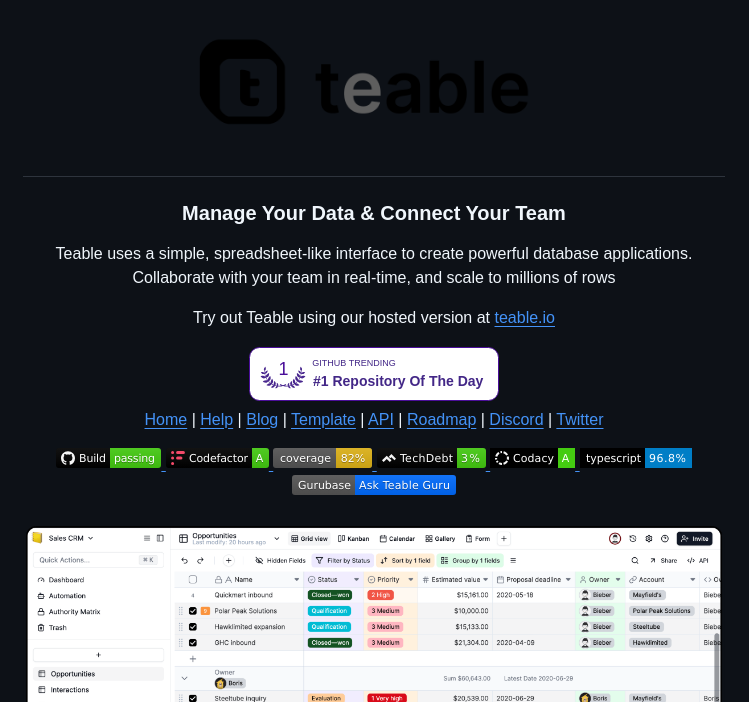 teable
Manage Your Data & Connect Your Team
Teable uses a simple, spreadsheet-like interface to create powerful database applications.
Collaborate with your team in real-time, and scale to millions of rows
Try out Teable using our hosted version at teable.io
1
GITHUB TRENDING
#1 Repository Of The Day
Home | Help | Blog | Template | API | Roadmap | Discord | Twitter
Build passing Codefactor A coverage 82% TechDebt 3% Codacy A typescript 96.8%
Gurubase Ask Teable Guru
Sales CRM
Opportunities
Last modify: 20 hours ago
Grid view Kanban Calendar Gallery Form + Invite
Quick Actions... ⌘ K
+ Hidden Fields Filter by Status Sort by 1 field Group by 1 fields Share API
Dashboard
Automation
Authority Matrix
Trash
+
Opportunities
Interactions
A Name Status Priority # Estimated value Proposal deadline Owner Account <>
4 Quickmert inbound Closed—won 2 High $15,161.00 2020-05-18 Bieber Mayfield's Biebe
Polar Peak Solutions Qualification 3 Medium $10,000.00 Bieber Polar Peak Solutions Biebe
Hawklimited expansion Qualification 3 Medium $15,133.00 Bieber Steeltube Biebe
GHC inbound Closed—won 3 Medium $21,304.00 2020-04-09 Bieber Hawklimited Biebe
+
Owner
Boris
Sum $60,643.00 Latest Date 2020-06-29
Steeltube inquiry Evaluation 1 Very high $20,539.00 2020-06-29 Bieber Mayfield's Boris